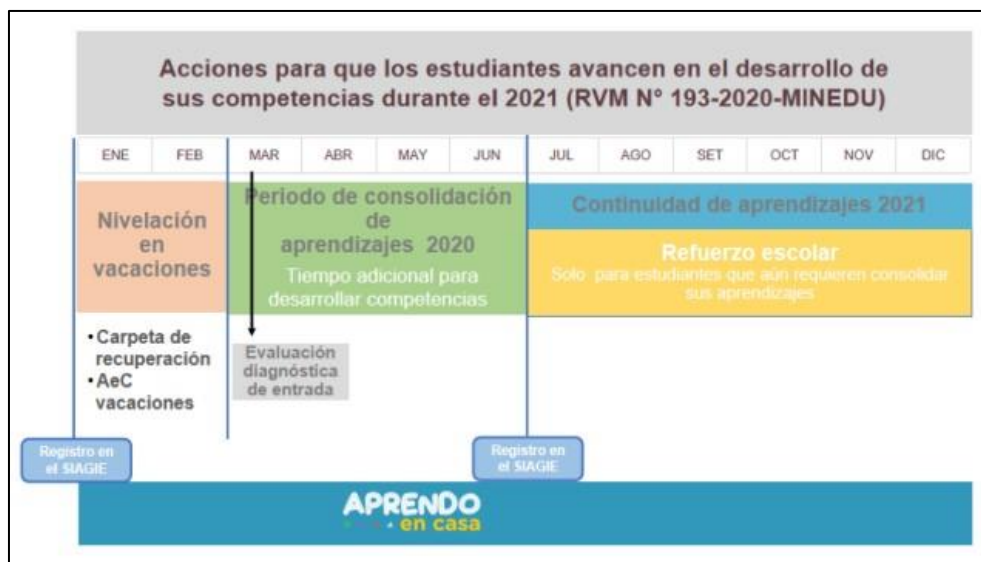 Acciones para que los estudiantes avancen en el desarrollo de
sus competencias durante el 2021 (RVM N° 193-2020-MINEDU)
ENE FEB MAR ABR MAY JUN JUL AGO SET OCT NOV DIC
Nivelación
en
vacaciones
Periodo de consolidación
de
aprendizajes 2020
Tiempo adicional para
desarrollar competencias
Continuidad de aprendizajes 2021
Refuerzo escolar
Solo para estudiantes que aún requieren consolidar
sus aprendizajes
•Carpeta de
recuperación
•AeC
vacaciones
Evaluación
diagnóstica
de entrada
Registro en
el SIAGIE
Registro en
el SIAGIE
APRENDO
en casa